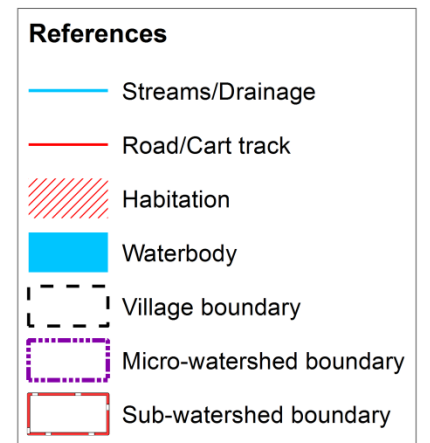 References
Streams/Drainage
Road/Cart track
Habitation
Waterbody
Village boundary
Micro-watershed boundary
Sub-watershed boundary